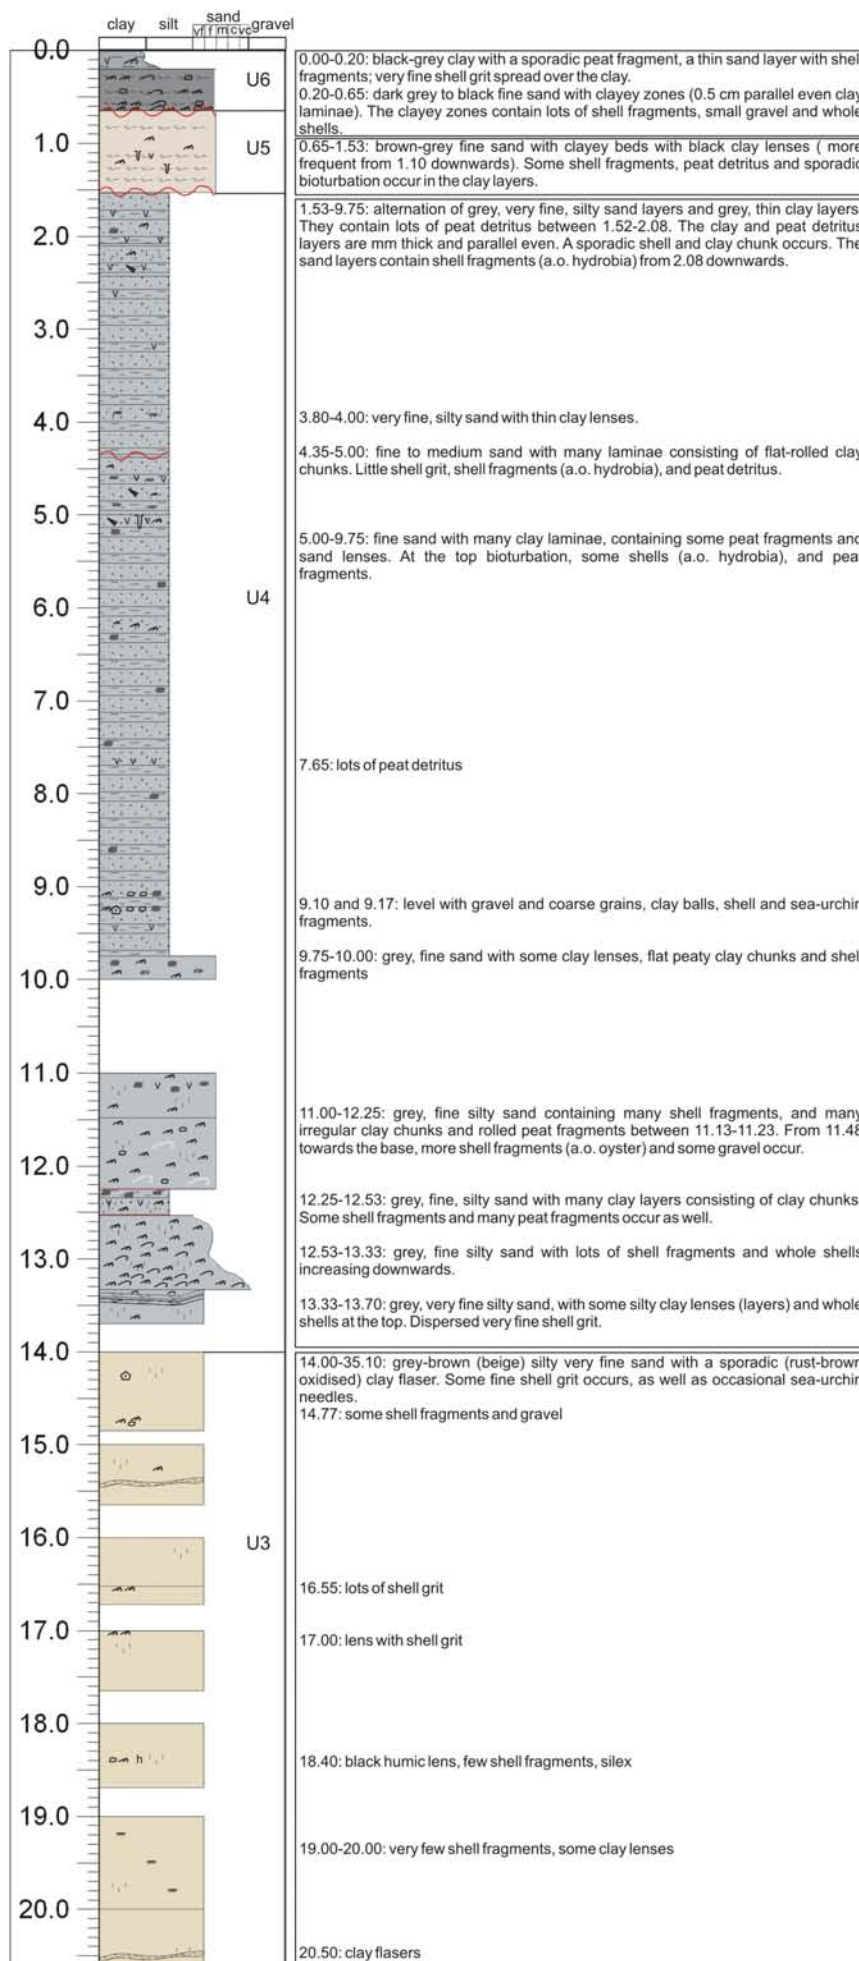 sand
clay silt vf f m c vc gravel
0.0
U6
0.00-0.20: black-grey clay with a sporadic peat fragment, a thin sand layer with shel
fragments; very fine shell grit spread over the clay.
0.20-0.65: dark grey to black fine sand with clayey zones (0.5 cm parallel even clay
laminae). The clayey zones contain lots of shell fragments, small gravel and whole
shells.
1.0
U5
0.65-1.53: brown-grey fine sand with clayey beds with black clay lenses ( more
frequent from 1.10 downwards). Some shell fragments, peat detritus and sporadic
bioturbation occur in the clay layers.
1.53-9.75: alternation of grey, very fine, silty sand layers and grey, thin clay layers
They contain lots of peat detritus between 1.52-2.08. The clay and peat detritus
layers are mm thick and parallel even. A sporadic shell and clay chunk occurs. The
sand layers contain shell fragments (a.o. hydrobia) from 2.08 downwards.
2.0
3.0
4.0
3.80-4.00: very fine, silty sand with thin clay lenses.
4.35-5.00: fine to medium sand with many laminae consisting of flat-rolled clay
chunks. Little shell grit, shell fragments (a.o. hydrobia), and peat detritus.
5.0
5.00-9.75: fine sand with many clay laminae, containing some peat fragments and
sand lenses. At the top bioturbation, some shells (a.o. hydrobia), and pea
fragments.
U4
6.0
7.0
7.65: lots of peat detritus
8.0
9.0
9.10 and 9.17: level with gravel and coarse grains, clay balls, shell and sea-urchin
fragments.
9.75-10.00: grey, fine sand with some clay lenses, flat peaty clay chunks and shel
fragments
10.0
11.0
11.00-12.25: grey, fine silty sand containing many shell fragments, and many
irregular clay chunks and rolled peat fragments between 11.13-11.23. From 11.48
towards the base, more shell fragments (a.o. oyster) and some gravel occur.
12.0
12.25-12.53: grey, fine, silty sand with many clay layers consisting of clay chunks
Some shell fragments and many peat fragments occur as well.
13.0
12.53-13.33: grey, fine silty sand with lots of shell fragments and whole shells
increasing downwards.
13.33-13.70: grey, very fine silty sand, with some silty clay lenses (layers) and whole
shells at the top. Dispersed very fine shell grit.
14.0
14.00-35.10: grey-brown (beige) silty very fine sand with a sporadic (rust-brown
oxidised) clay flaser. Some fine shell grit occurs, as well as occasional sea-urchin
needles.
14.77: some shell fragments and gravel
15.0
16.0
U3
16.55: lots of shell grit
17.0
17.00: lens with shell grit
18.0
h
18.40: black humic lens, few shell fragments, silex
19.0
19.00-20.00: very few shell fragments, some clay lenses
20.0
20.50: clay flasers